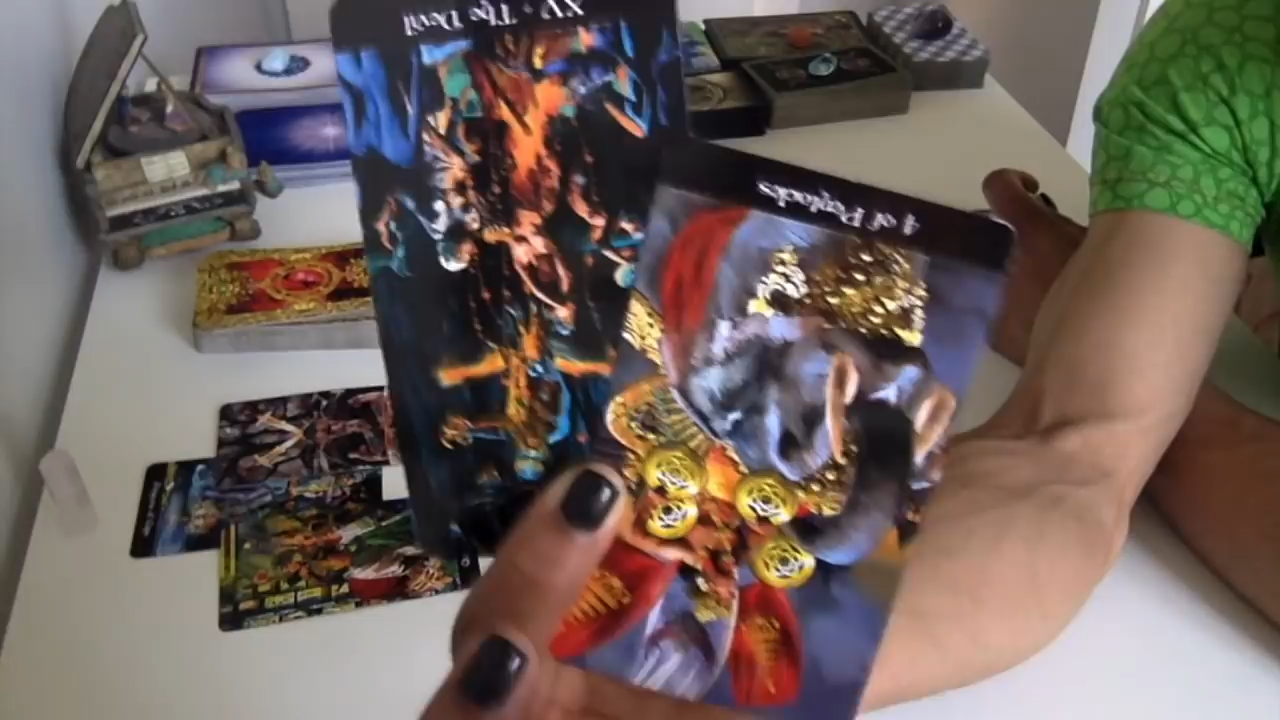 XV • The Devil
4 of Pentacles